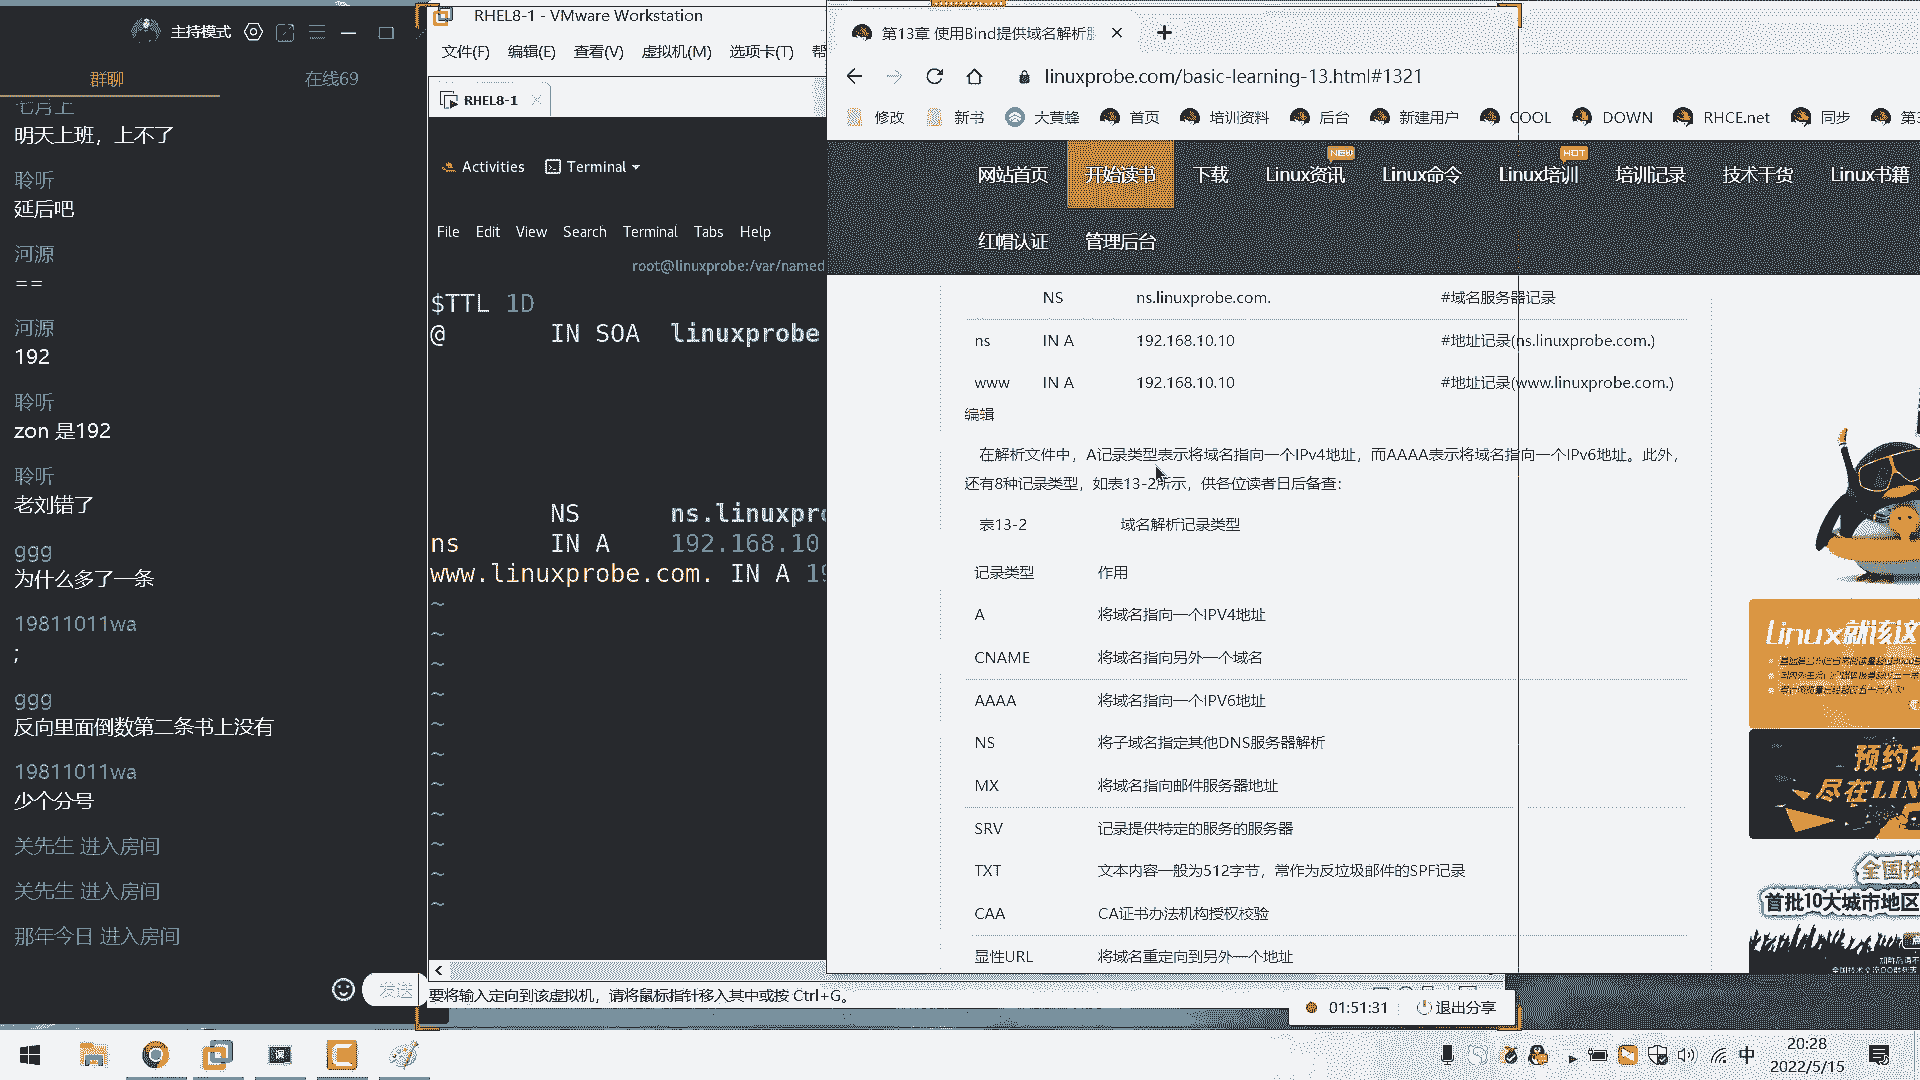 主持模式
群聊
在线69
七月上
明天上班，上不了
聆听
延后吧
河源
==
河源
192
聆听
zon 是192
聆听
老刘错了
ggg
为什么多了一条
19811011wa
;
ggg
反向里面倒数第二条书上没有
19811011wa
少个分号
关先生 进入房间
关先生 进入房间
那年今日 进入房间
发送
RHEL8-1 - VMware Workstation
文件(F) 编辑(E) 查看(V) 虚拟机(M) 选项卡(T) 帮
RHEL8-1
Activities Terminal
File Edit View Search Terminal Tabs Help
root@linuxprobe:/var/named
$TTL 1D
@ IN SOA linuxprobe
NS ns.linuxpro
ns IN A 192.168.10
www.linuxprobe.com. IN A 19
~
~
~
~
~
~
~
~
~
~
~
要将输入定向到该虚拟机，请将鼠标指针移入其中或按 Ctrl+G。
第13章 使用Bind提供域名解析服
linuxprobe.com/basic-learning-13.html#1321
修改 新书 大黄蜂 首页 培训资料 后台 新建用户 COOL DOWN RHCE.net 同步 第
网站首页 开始读书 下载 Linux资讯 NEW Linux命令 Linux培训 HOT 培训记录 技术干货 Linux书籍
红帽认证 管理后台
NS ns.linuxprobe.com. #域名服务器记录
ns IN A 192.168.10.10 #地址记录(ns.linuxprobe.com.)
www IN A 192.168.10.10 #地址记录(www.linuxprobe.com.)
编辑
在解析文件中，A记录类型表示将域名指向一个IPv4地址，而AAAA表示将域名指向一个IPv6地址。此外，
还有8种记录类型，如表13-2所示，供各位读者日后备查：
表13-2 域名解析记录类型
记录类型 作用
A 将域名指向一个IPV4地址
CNAME 将域名指向另外一个域名
AAAA 将域名指向一个IPV6地址
NS 将子域名指定其他DNS服务器解析
MX 将域名指向邮件服务器地址
SRV 记录提供特定的服务的服务器
TXT 文本内容一般为512字节，常作为反垃圾邮件的SPF记录
CAA CA证书办法机构授权校验
显性URL 将域名重定向到另外一个地址
Linux就该这
预约
尽在LIN
首批10大城市地区
01:51:31 退出分享
中
20:28
2022/5/15